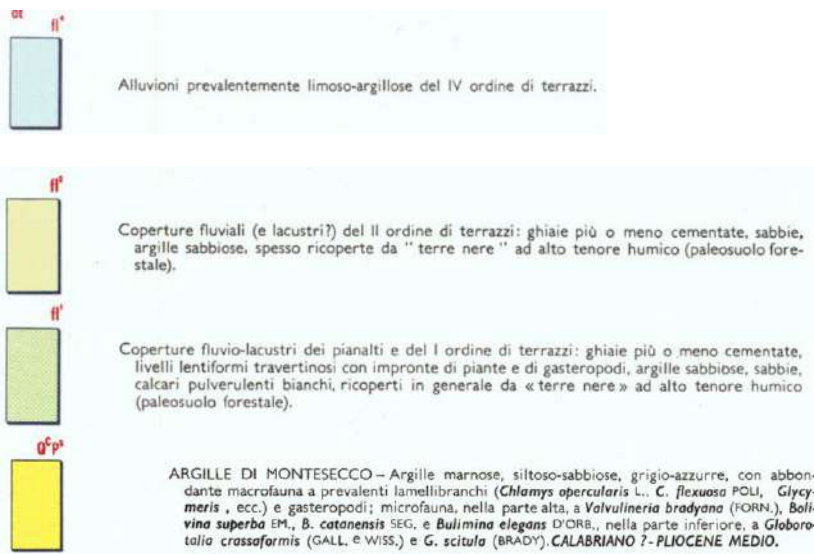 fl⁴
Alluvioni prevalentemente limoso-argillose del IV ordine di terrazzi.
fl²
Coperture fluviali (e lacustri?) del II ordine di terrazzi: ghiaie più o meno cementate, sabbie,
argille sabbiose, spesso ricoperte da " terre nere " ad alto tenore humico (paleosuolo fore-
stale).
fl¹
Coperture fluvio-lacustri dei pianalti e del I ordine di terrazzi: ghiaie più o meno cementate,
livelli lentiformi travertinosi con impronte di piante e di gasteropodi, argille sabbiose, sabbie,
calcari pulverulenti bianchi, ricoperti in generale da « terre nere » ad alto tenore humico
(paleosuolo forestale).
ARGILLE DI MONTESECCO – Argille marnose, siltoso-sabbiose, grigio-azzurre, con abbon-
dante macrofauna a prevalenti lamellibranchi (Chlamys opercularis L., C. flexuosa POLI, Glycy-
meris , ecc.) e gasteropodi; microfauna, nella parte alta, a Valvulineria bradyana (FORN.), Boli-
vina superba EM., B. catanensis SEG. e Bulimina elegans D'ORB., nella parte inferiore, a Globoro-
talia crassaformis (GALL. e WISS.) e G. scitula (BRADY). CALABRIANO ? - PLIOCENE MEDIO.